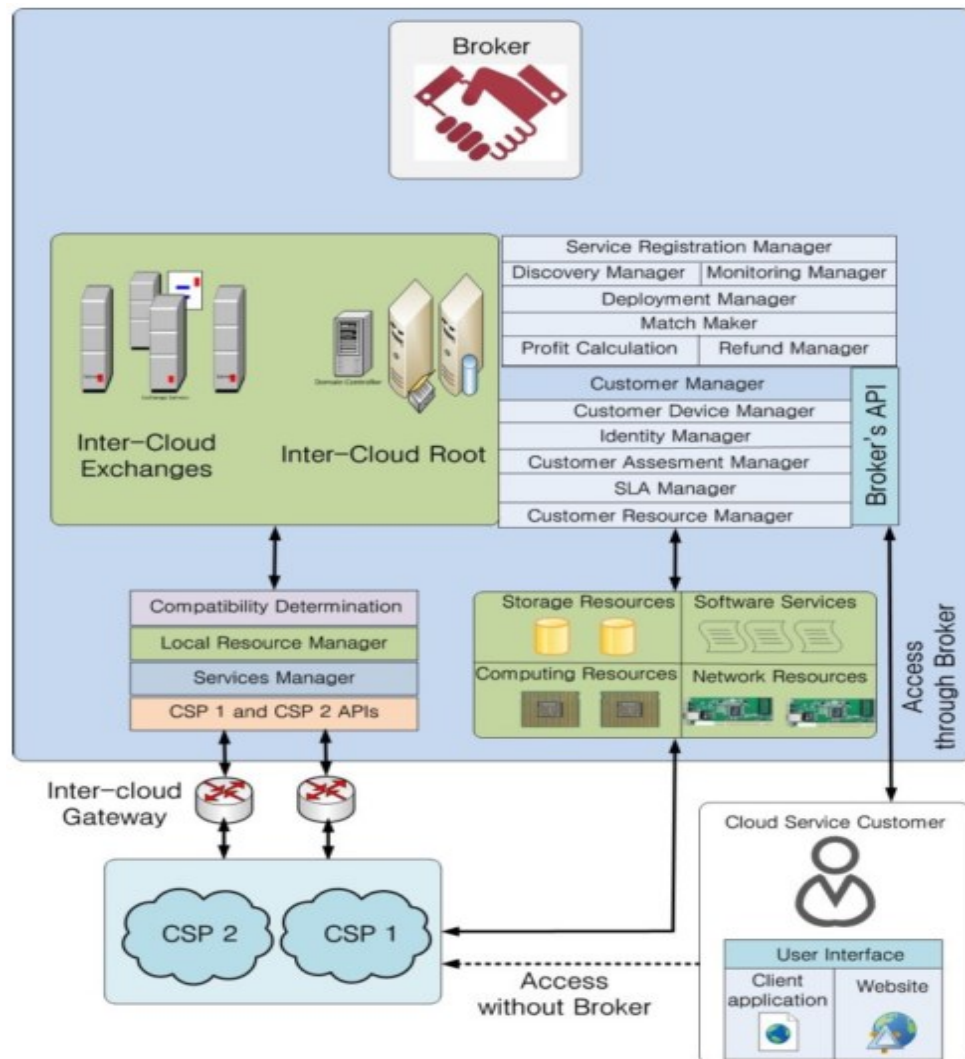 Broker
Service Registration Manager
Discovery Manager
Monitoring Manager
Deployment Manager
Match Maker
Profit Calculation
Refund Manager
Customer Manager
Customer Device Manager
Identity Manager
Customer Assesment Manager
SLA Manager
Customer Resource Manager
Broker's API
Domain Controller
Inter-Cloud
Exchanges
Inter-Cloud Root
Compatibility Determination
Local Resource Manager
Services Manager
CSP 1 and CSP 2 APIs
Storage Resources
Software Services
Computing Resources
Network Resources
Access
through Broker
Inter-cloud
Gateway
CSP 2
CSP 1
Access
without Broker
Cloud Service Customer
User Interface
Client
application
Website